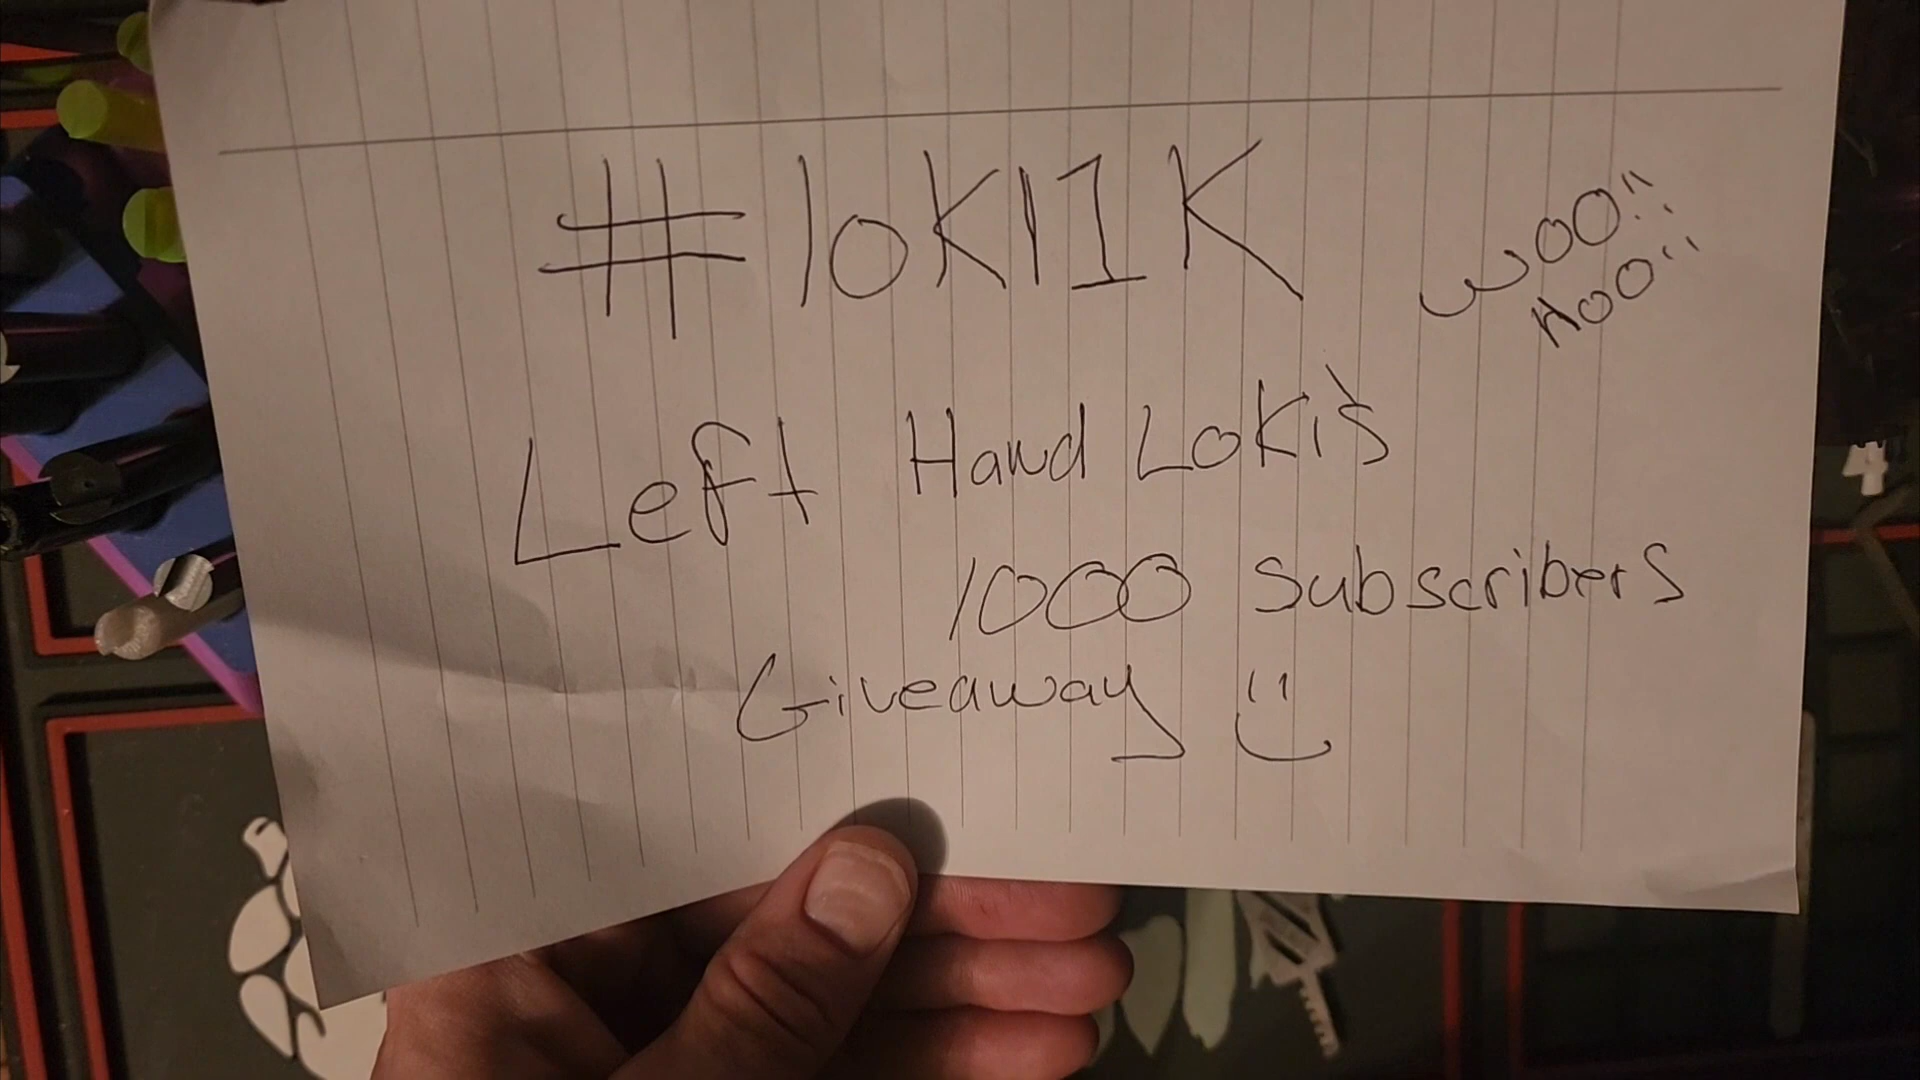 #loKI1K
woo!!
Hoo!!
Left Hand Loki's
1000 Subscribers
Giveaway :)